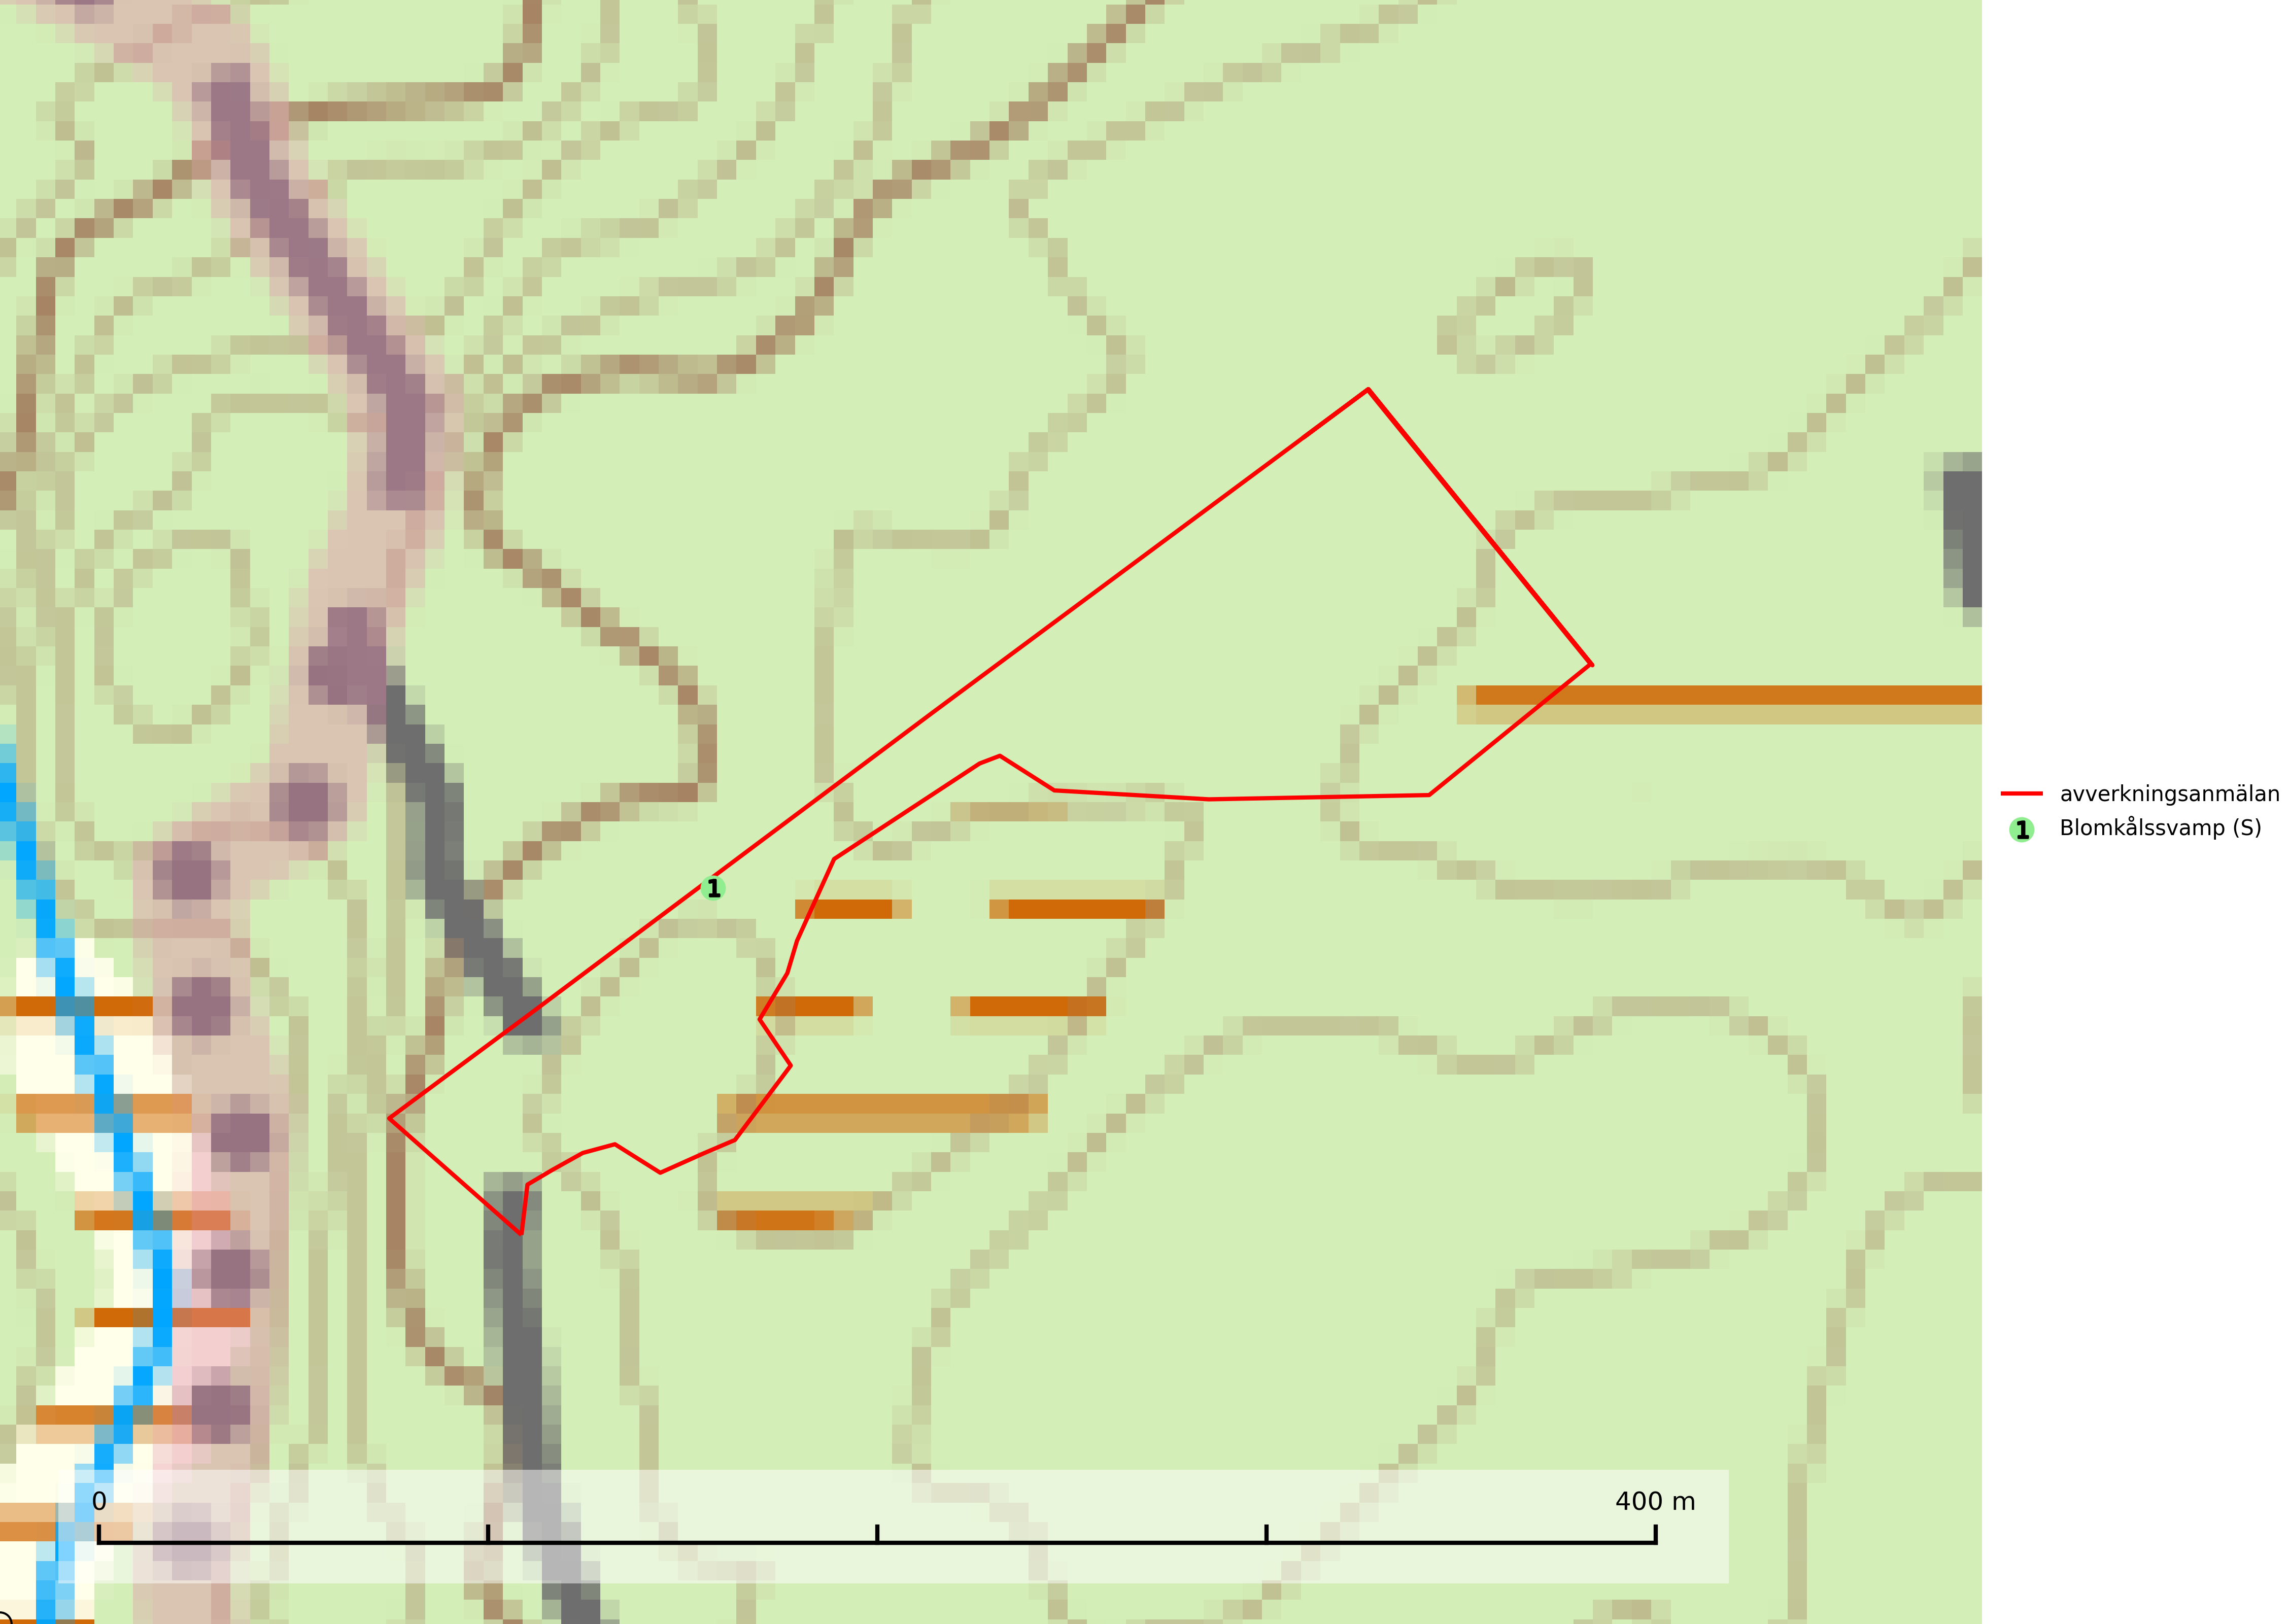 1
avverkningsanmälan
1 Blomkålssvamp (S)
0 400 m